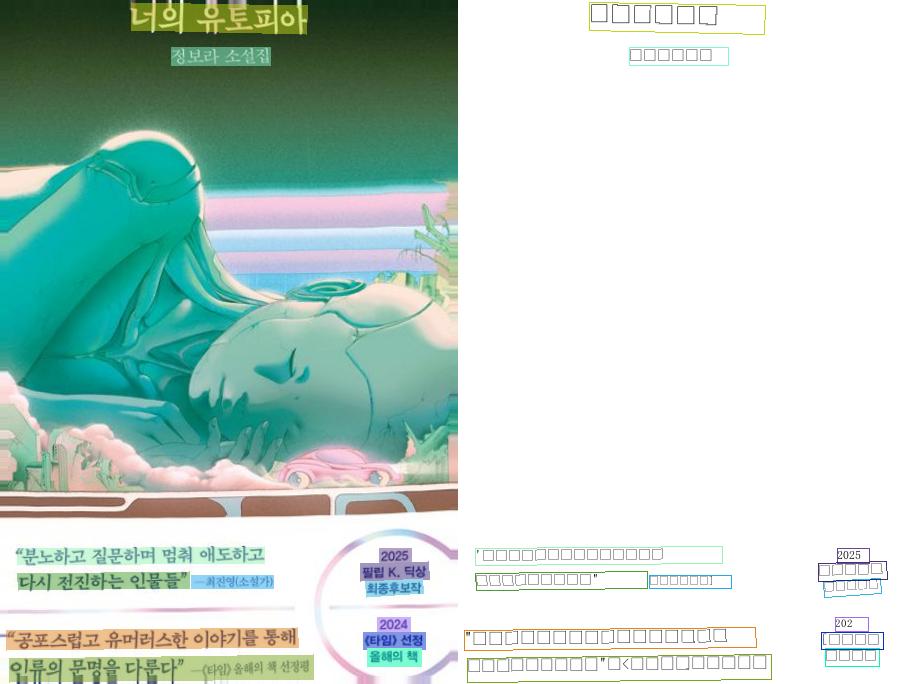 너의 유토피아
정보라 소설집
“분노하고 질문하며 멈춰 애도하고
다시 전진하는 인물들” —최진영(소설가)
2025
필립 K. 딕상
최종후보작
“공포스럽고 유머러스한 이야기를 통해
인류의 문명을 다룬다” —《타임》 올해의 책 선정평
2024
《타임》 선정
올해의 책
□□□□□□
□□□□□□
'□□□□□□□□□□□□□□
□□□□□□□□□" □□□□□□□
2025
□□□□□
□□□□□
"□□□□□□□□□□□□□□□□
□□□□□□□□□"□<□□□□□□□□□□
202
□□□□□
□□□□